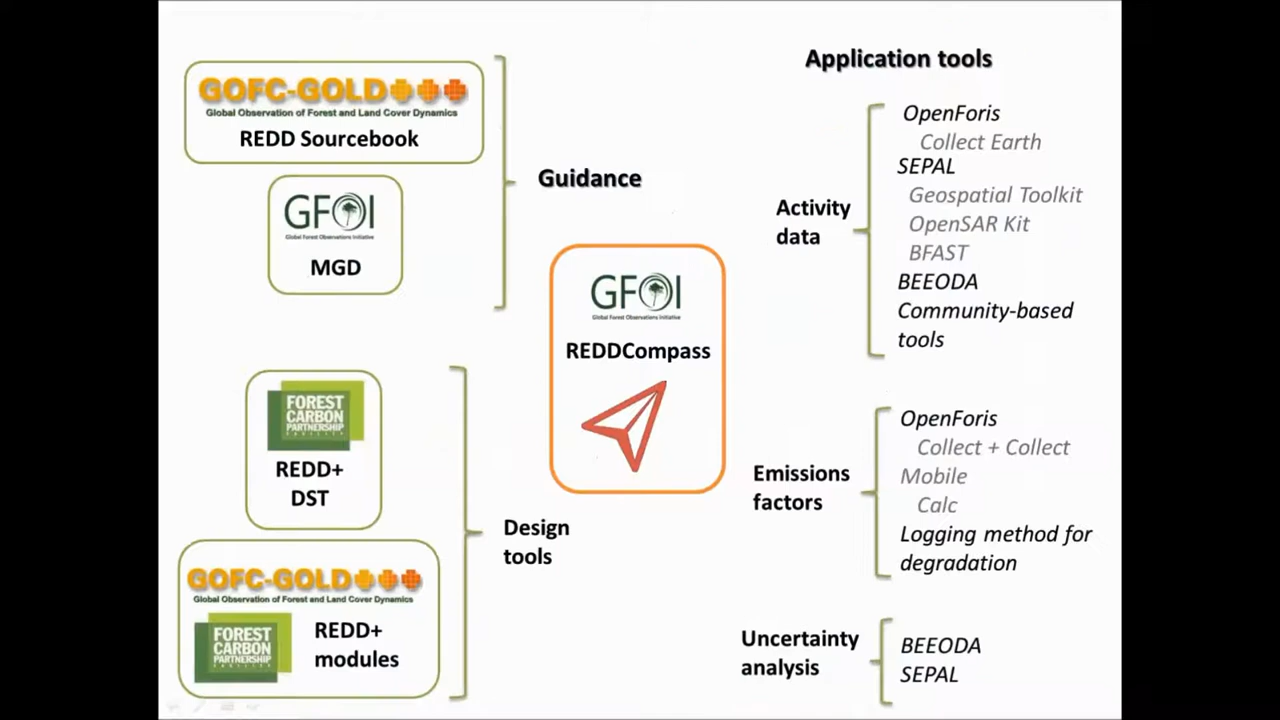 GOFC-GOLD
Global Observation of Forest and Land Cover Dynamics
REDD Sourcebook
GFOI
Global Forest Observations Initiative
MGD
Guidance
FOREST
CARBON
PARTNERSHIP
FACILITY
REDD+
DST
GOFC-GOLD
Global Observation of Forest and Land Cover Dynamics
FOREST
CARBON
PARTNERSHIP
FACILITY
REDD+
modules
Design
tools
GFOI
Global Forest Observations Initiative
REDDCompass
Application tools
Activity
data
OpenForis
Collect Earth
SEPAL
Geospatial Toolkit
OpenSAR Kit
BFAST
BEEODA
Community-based
tools
Emissions
factors
OpenForis
Collect + Collect
Mobile
Calc
Logging method for
degradation
Uncertainty
analysis
BEEODA
SEPAL